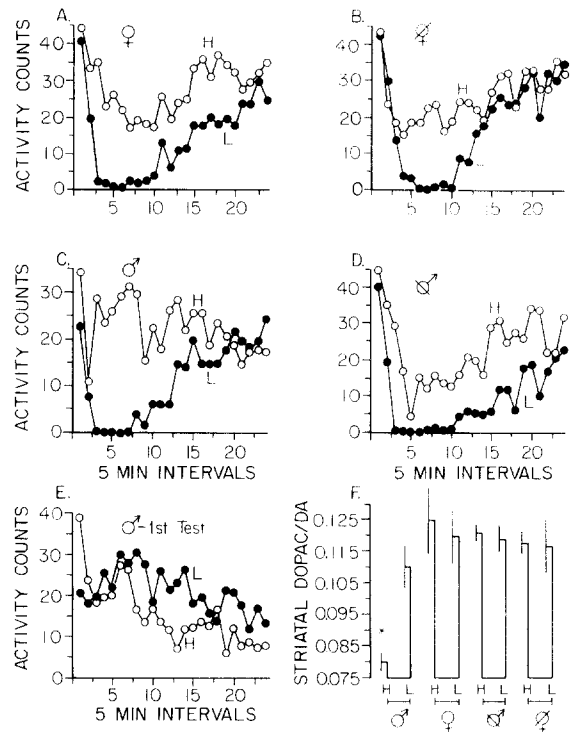 A. ♀
B.
ACTIVITY COUNTS
40
30
20
10
0
H
L
5 10 15 20
40
30
20
10
0
H
L
5 10 15 20
C. ♂
D.
ACTIVITY COUNTS
30
20
10
0
H
L
5 10 15 20
5 MIN INTERVALS
40
30
20
10
0
H
L
5 10 15 20
5 MIN INTERVALS
E. ♂-1st Test
ACTIVITY COUNTS
40
30
20
10
0
L
H
5 10 15 20
5 MIN INTERVALS
F.
STRIATAL DOPAC/DA
0.125
0.115
0.105
0.095
0.085
0.075
*
H L H L H L H L
♂ ♀